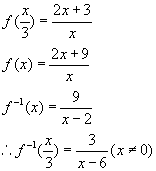 f(x/3) = (2x+3)/x
f(x) = (2x+9)/x
f⁻¹(x) = 9/(x−2)
∴ f⁻¹(x/3) = 3/(x−6) (x≠0)